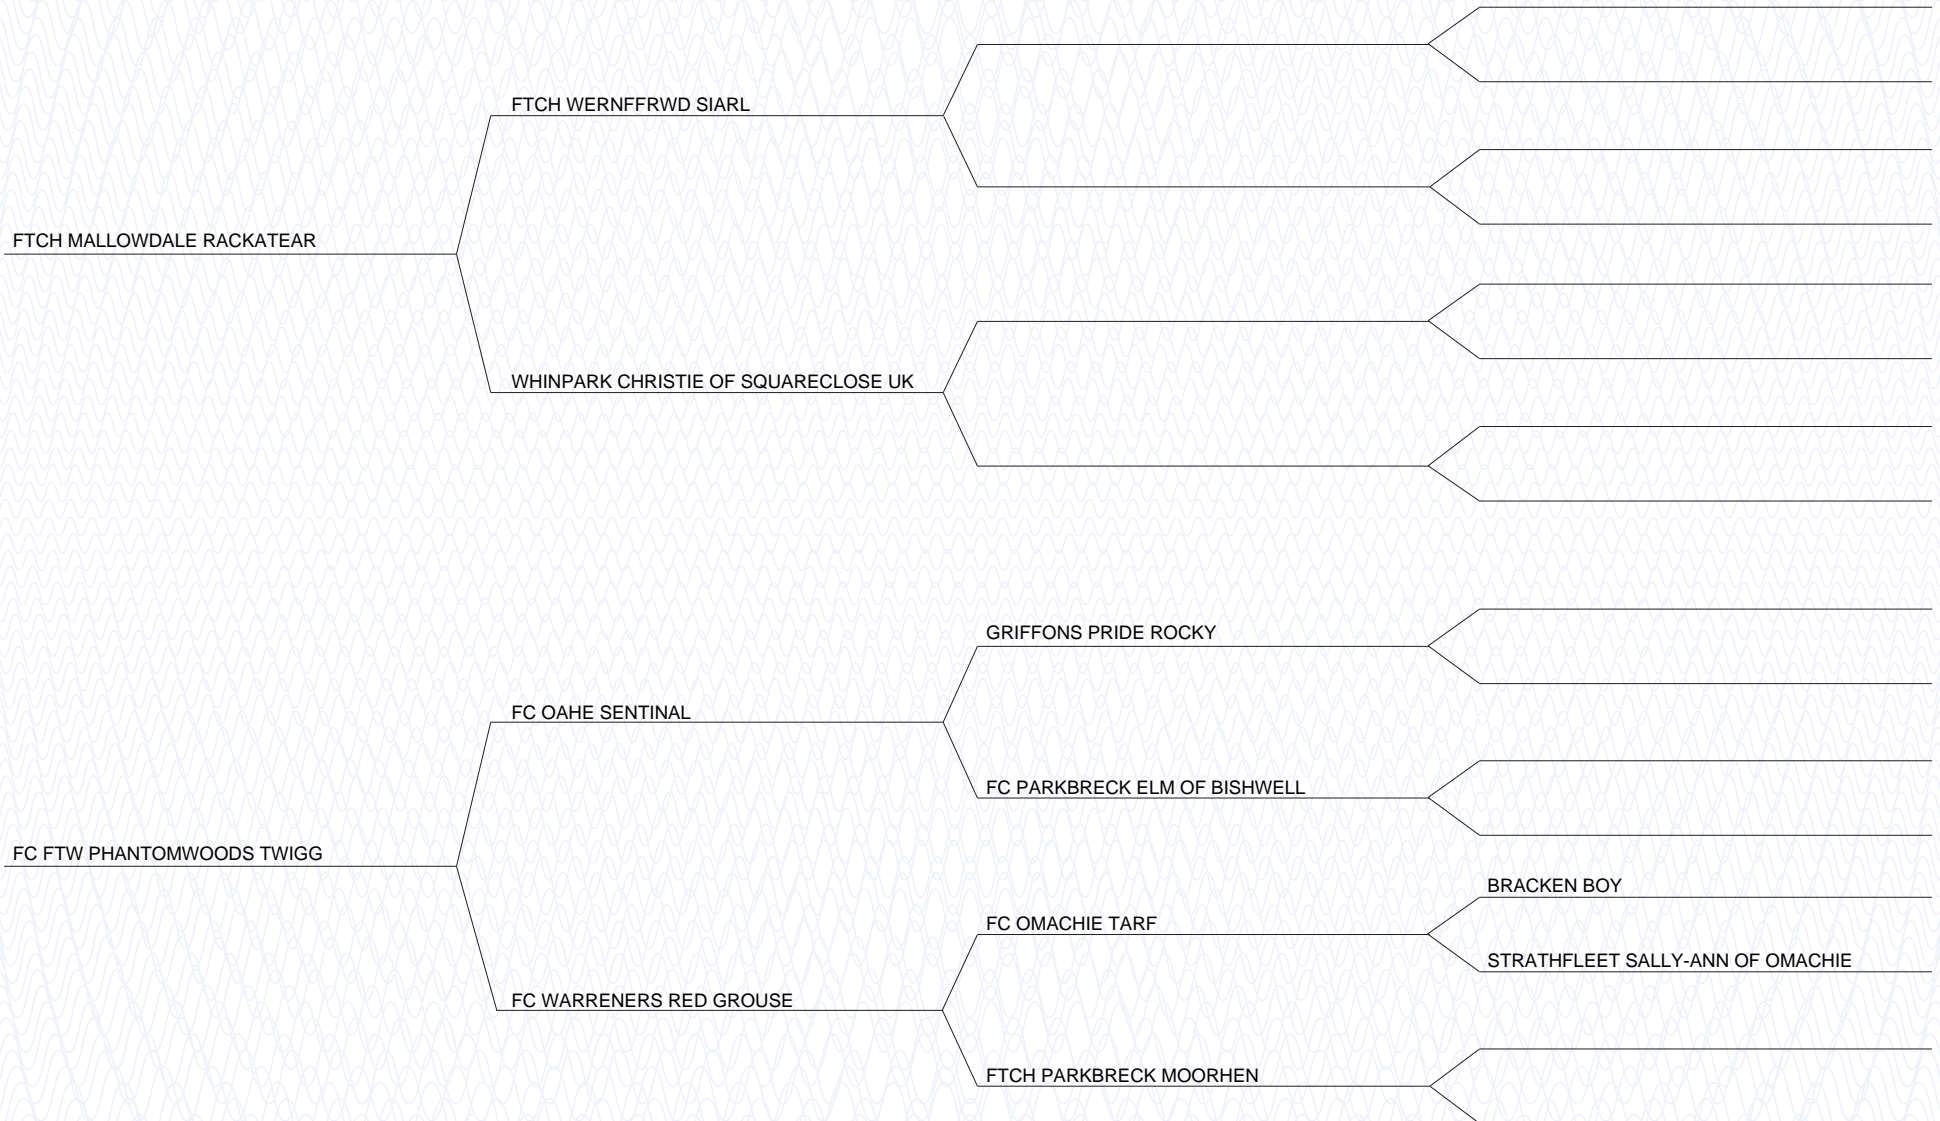 FTCH WERNFFRWD SIARL
FTCH MALLOWDALE RACKATEAR
WHINPARK CHRISTIE OF SQUARECLOSE UK
GRIFFONS PRIDE ROCKY
FC OAHE SENTINAL
FC PARKBRECK ELM OF BISHWELL
FC FTW PHANTOMWOODS TWIGG
BRACKEN BOY
FC OMACHIE TARF
STRATHFLEET SALLY-ANN OF OMACHIE
FC WARRENERS RED GROUSE
FTCH PARKBRECK MOORHEN